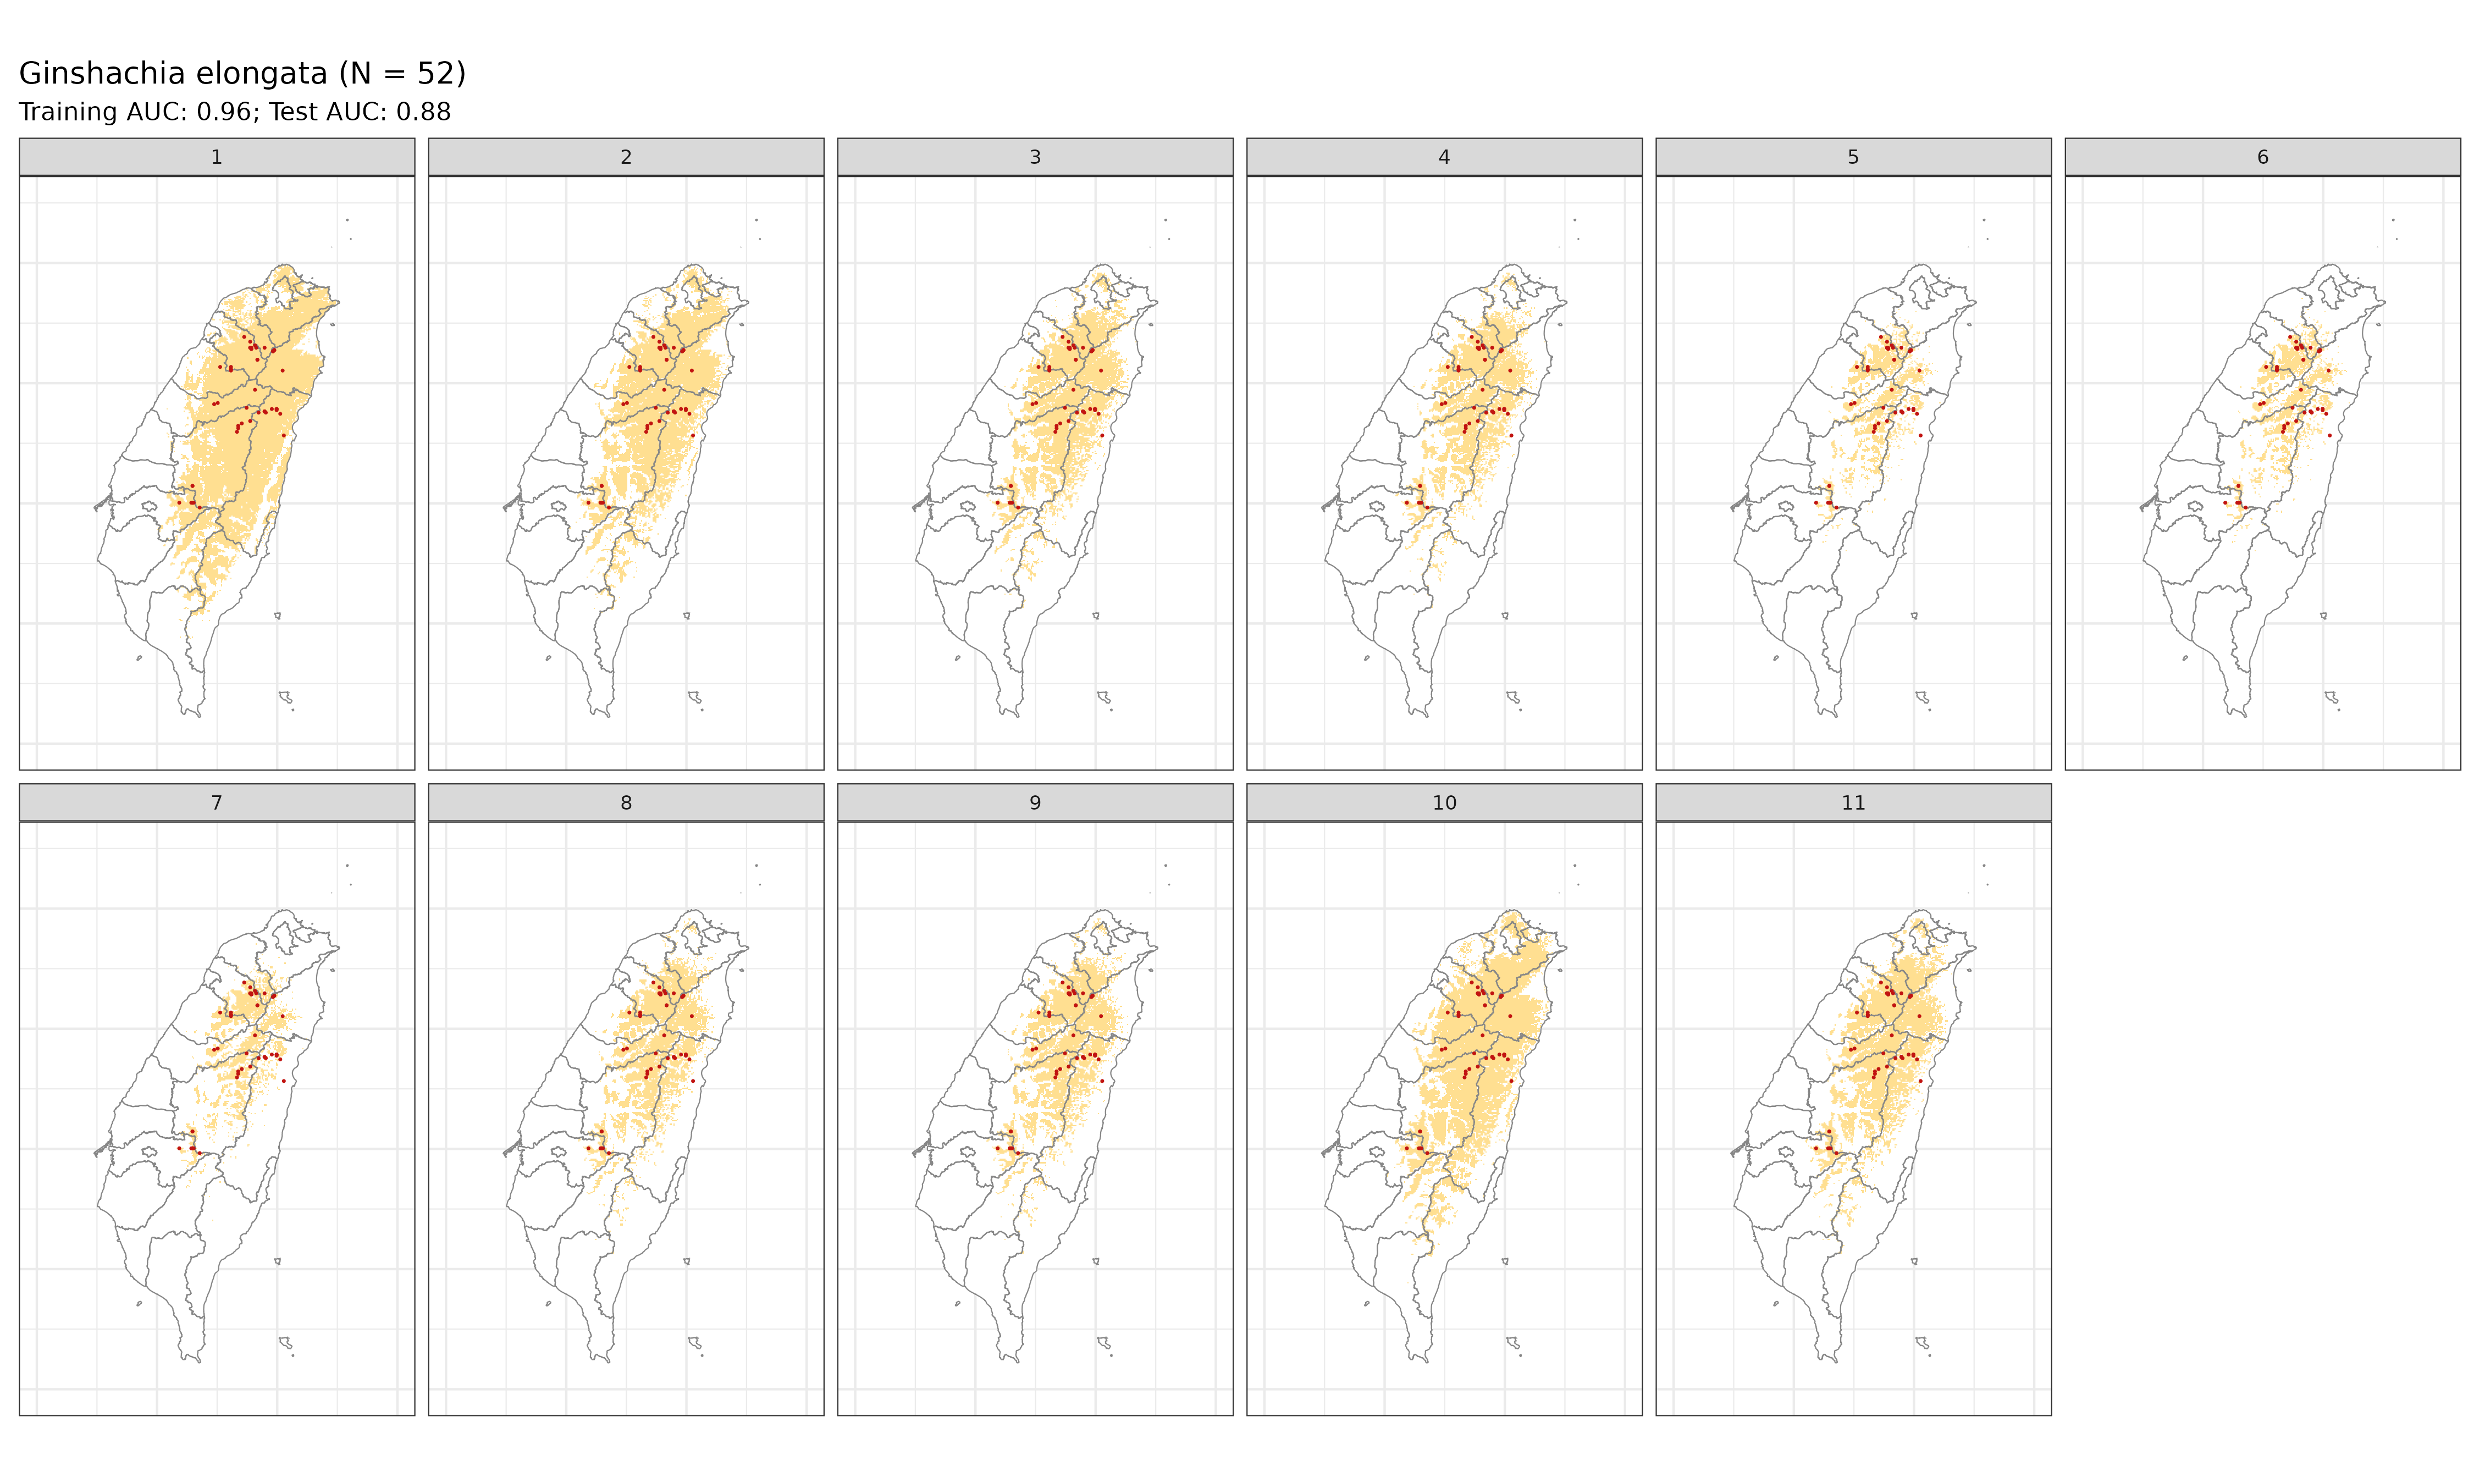 Ginshachia elongata (N = 52)
Training AUC: 0.96; Test AUC: 0.88
1 2 3 4 5 6
7 8 9 10 11